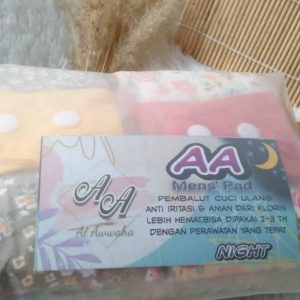 AA
Al Awwaha
AA
Mens' Pad
PEMBALUT CUCI ULANG
ANTI IRITASI & AMAN DARI KLORIN
LEBIH HEMAT,BISA DIPAKAI 2-3 TH
DENGAN PERAWATAN YANG TEPAT
NIGHT